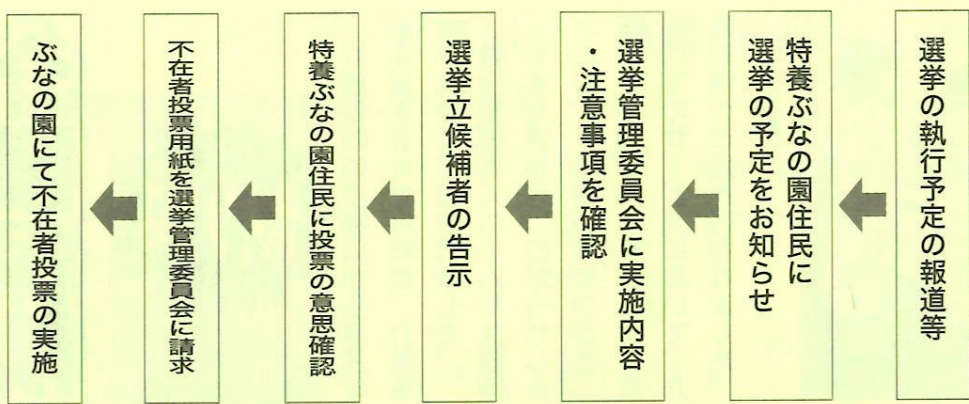 選挙の執行予定の報道等
特養ぶなの園住民に
選挙の予定をお知らせ
選挙管理委員会に実施内容
・注意事項を確認
選挙立候補者の告示
特養ぶなの園住民に投票の意思確認
不在者投票用紙を選挙管理委員会に請求
ぶなの園にて不在者投票の実施